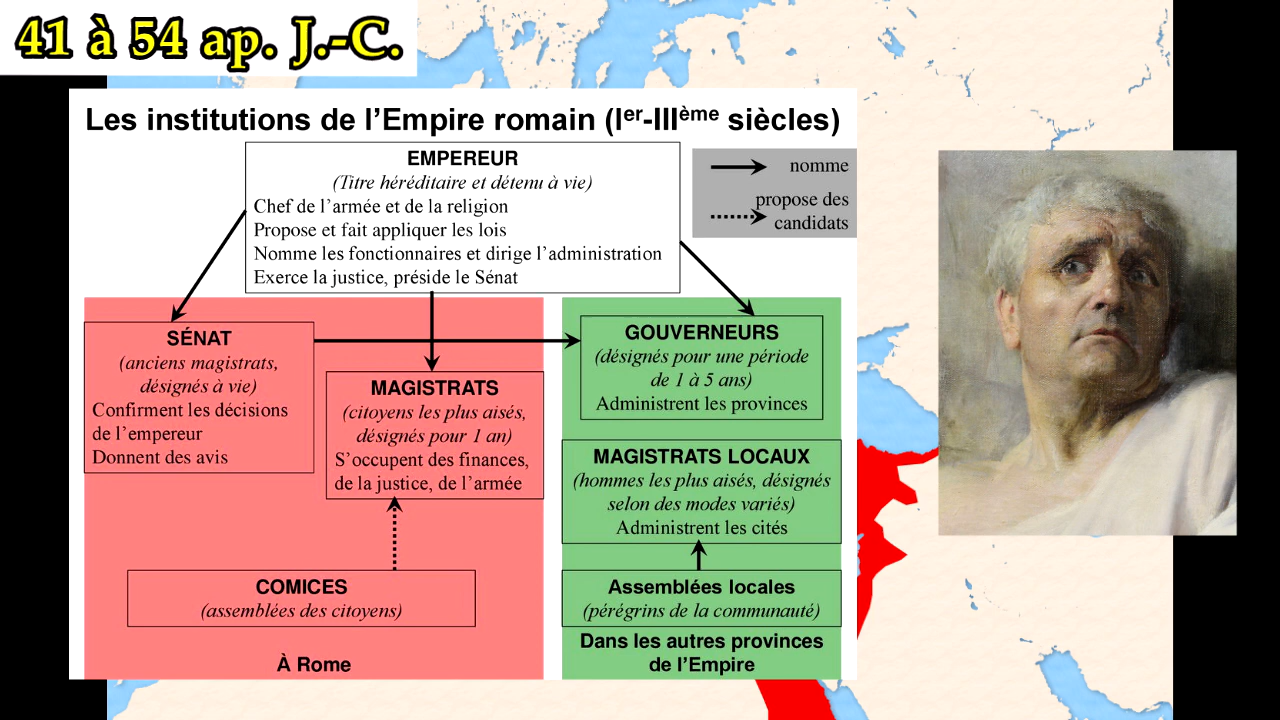 41 à 54 ap. J.-C.
Les institutions de l'Empire romain (Ier-IIIème siècles)
EMPEREUR
(Titre héréditaire et détenu à vie)
Chef de l'armée et de la religion
Propose et fait appliquer les lois
Nomme les fonctionnaires et dirige l'administration
Exerce la justice, préside le Sénat
nomme
propose des
candidats
SÉNAT
(anciens magistrats,
désignés à vie)
Confirment les décisions
de l'empereur
Donnent des avis
MAGISTRATS
(citoyens les plus aisés,
désignés pour 1 an)
S'occupent des finances,
de la justice, de l'armée
COMICES
(assemblées des citoyens)
À Rome
GOUVERNEURS
(désignés pour une période
de 1 à 5 ans)
Administrent les provinces
MAGISTRATS LOCAUX
(hommes les plus aisés, désignés
selon des modes variés)
Administrent les cités
Assemblées locales
(pérégrins de la communauté)
Dans les autres provinces
de l'Empire